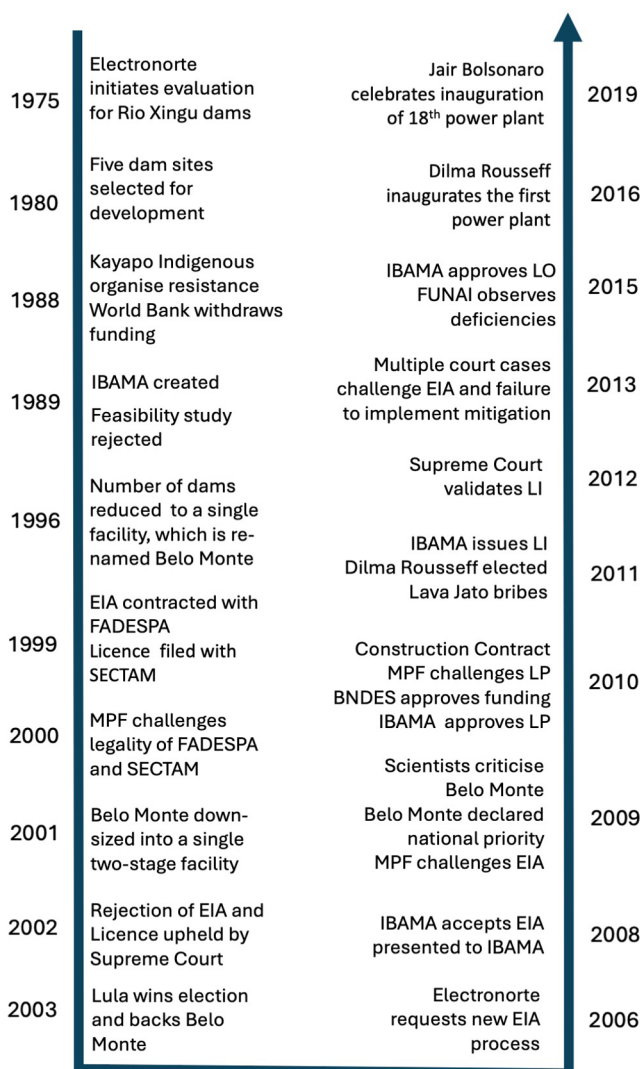 1975
Electronorte
initiates evaluation
for Rio Xingu dams
1980
Five dam sites
selected for
development
1988
Kayapo Indigenous
organise resistance
World Bank withdraws
funding
1989
IBAMA created
Feasibility study
rejected
1996
Number of dams
reduced to a single
facility, which is re-
named Belo Monte
1999
EIA contracted with
FADESPA
Licence filed with
SECTAM
2000
MPF challenges
legality of FADESPA
and SECTAM
2001
Belo Monte down-
sized into a single
two-stage facility
2002
Rejection of EIA and
Licence upheld by
Supreme Court
2003
Lula wins election
and backs Belo
Monte
Jair Bolsonaro
celebrates inauguration
of 18th power plant
2019
Dilma Rousseff
inaugurates the first
power plant
2016
IBAMA approves LO
FUNAI observes
deficiencies
2015
Multiple court cases
challenge EIA and failure
to implement mitigation
2013
Supreme Court
validates LI
2012
IBAMA issues LI
Dilma Rousseff elected
Lava Jato bribes
2011
Construction Contract
MPF challenges LP
BNDES approves funding
IBAMA approves LP
2010
Scientists criticise
Belo Monte
Belo Monte declared
national priority
MPF challenges EIA
2009
IBAMA accepts EIA
presented to IBAMA
2008
Electronorte
requests new EIA
process
2006